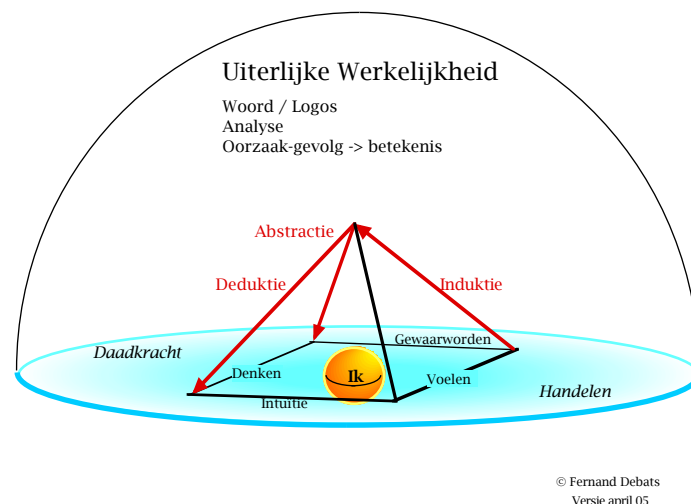 Uiterlijke Werkelijkheid
Woord / Logos
Analyse
Oorzaak-gevolg -> betekenis
Abstractie
Deduktie
Induktie
Gewaarworden
Daadkracht
Denken
Ik
Voelen
Handelen
Intuïtie
© Fernand Debats
Versie april 05